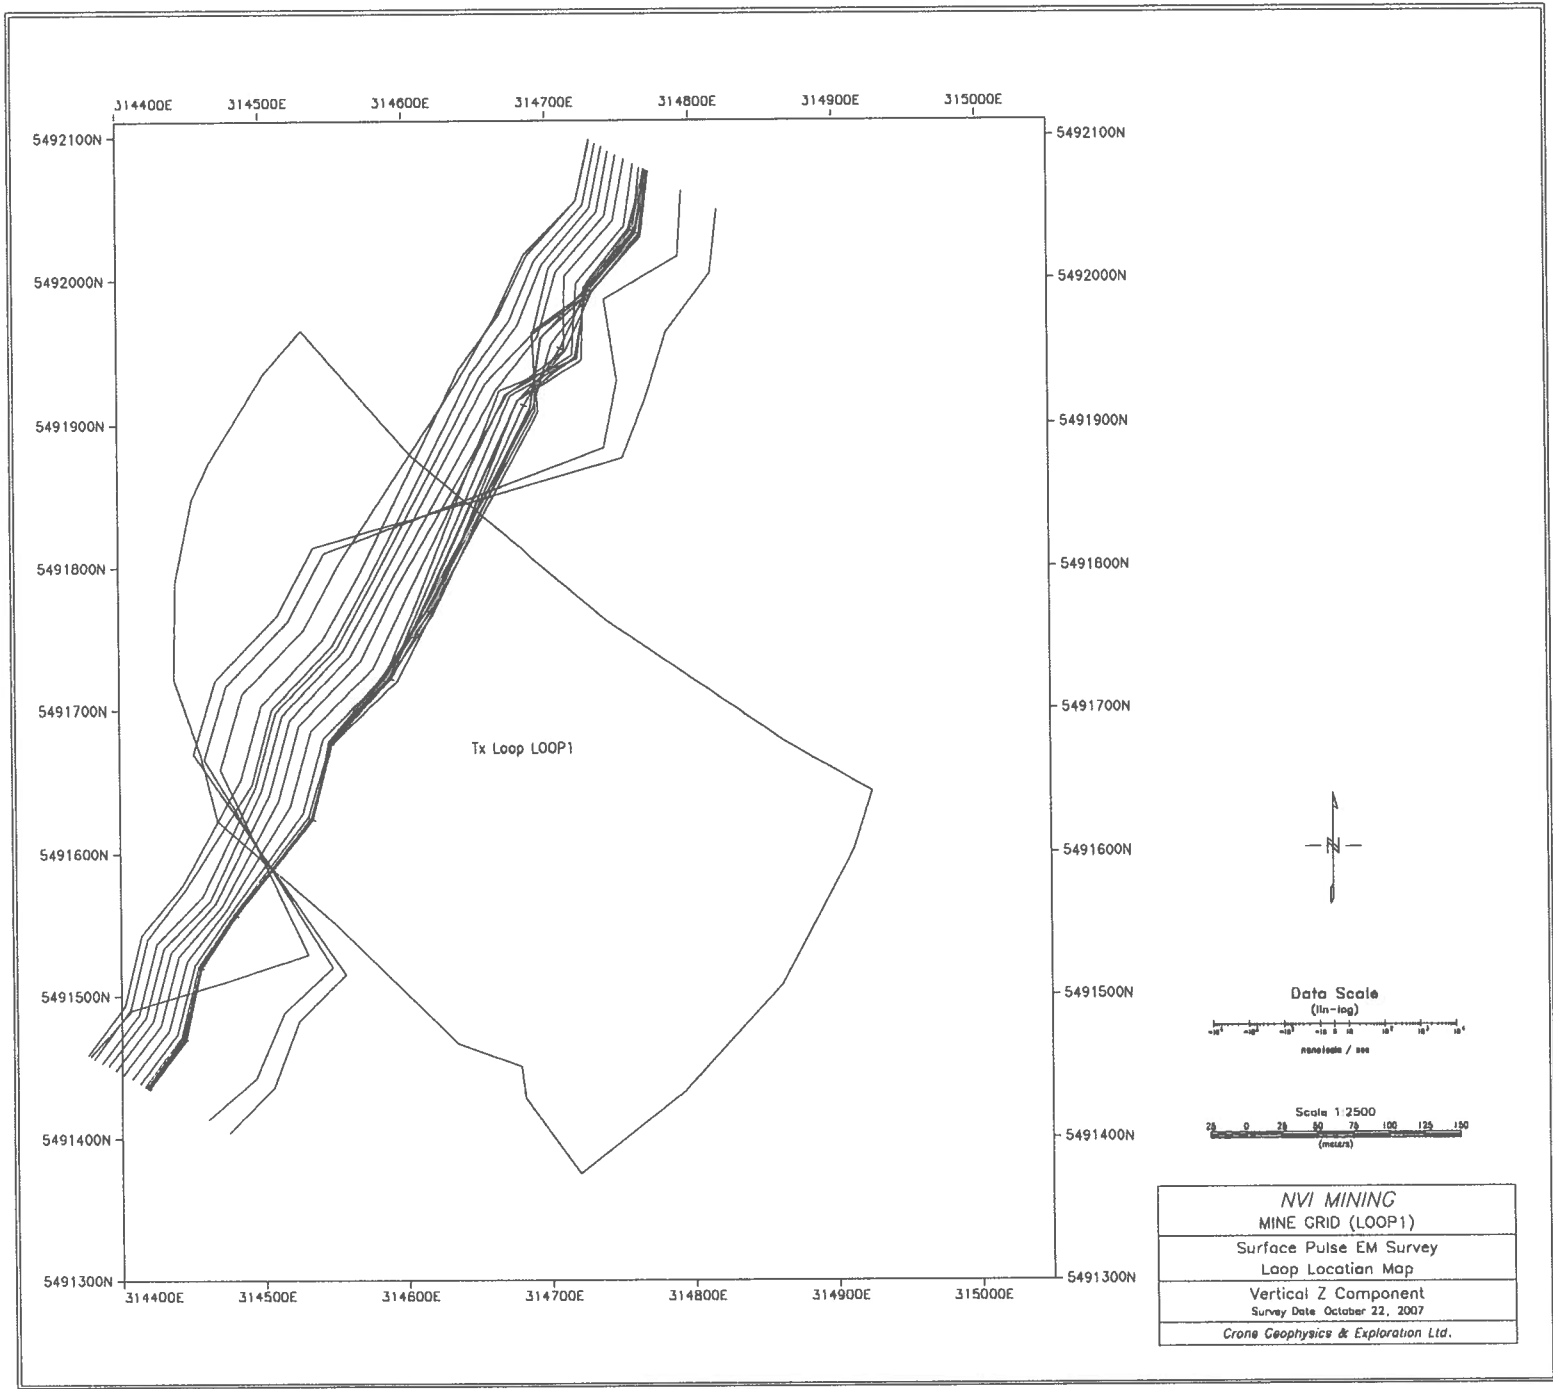 314400E 314500E 314600E 314700E 314800E 314900E 315000E
5492100N 5492100N
5492000N 5492000N
5491900N 5491900N
5491800N 5491800N
5491700N 5491700N
Tx Loop LOOP1
5491600N 5491600N
N
5491500N 5491500N
Data Scale
(lin-log)
nanotesla / sec
Scale 1:2500
25 0 25 50 75 100 125 150
(meters)
5491400N 5491400N
5491300N 5491300N
314400E 314500E 314600E 314700E 314800E 314900E 315000E
NVI MINING
MINE GRID (LOOP1)
Surface Pulse EM Survey
Loop Location Map
Vertical Z Component
Survey Date October 22, 2007
Crone Geophysics & Exploration Ltd.